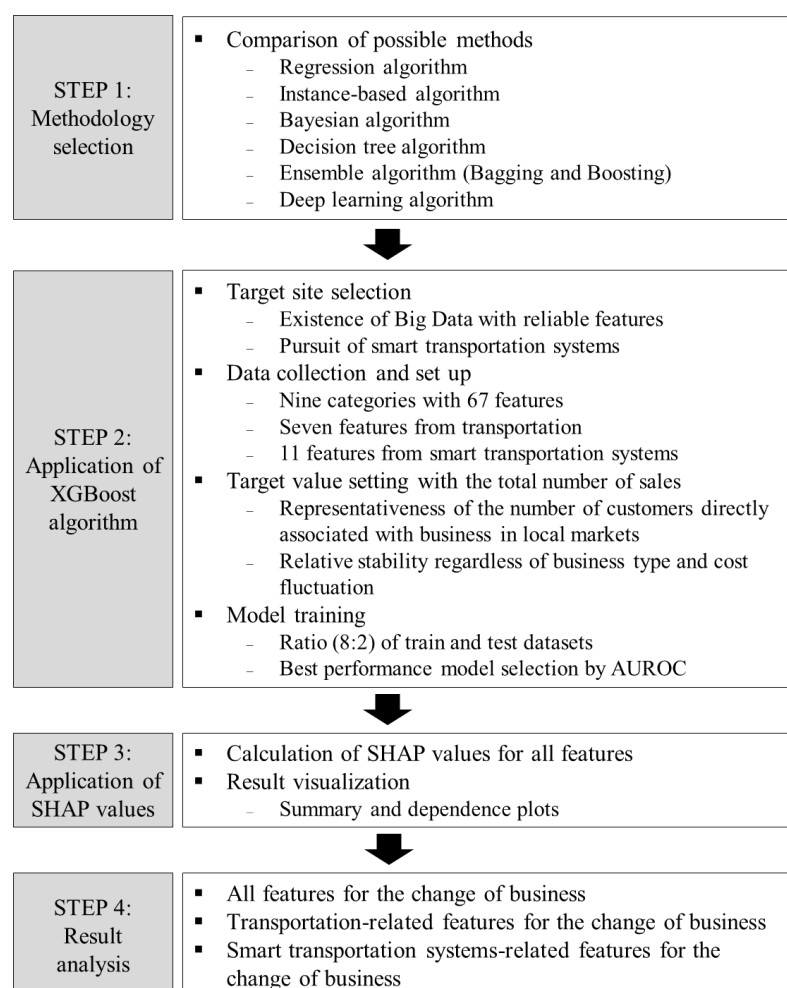 STEP 1:
Methodology
selection
▪ Comparison of possible methods
– Regression algorithm
– Instance-based algorithm
– Bayesian algorithm
– Decision tree algorithm
– Ensemble algorithm (Bagging and Boosting)
– Deep learning algorithm
STEP 2:
Application of
XGBoost
algorithm
▪ Target site selection
– Existence of Big Data with reliable features
– Pursuit of smart transportation systems
▪ Data collection and set up
– Nine categories with 67 features
– Seven features from transportation
– 11 features from smart transportation systems
▪ Target value setting with the total number of sales
– Representativeness of the number of customers directly
associated with business in local markets
– Relative stability regardless of business type and cost
fluctuation
▪ Model training
– Ratio (8:2) of train and test datasets
– Best performance model selection by AUROC
STEP 3:
Application of
SHAP values
▪ Calculation of SHAP values for all features
▪ Result visualization
– Summary and dependence plots
STEP 4:
Result
analysis
▪ All features for the change of business
▪ Transportation-related features for the change of business
▪ Smart transportation systems-related features for the
change of business